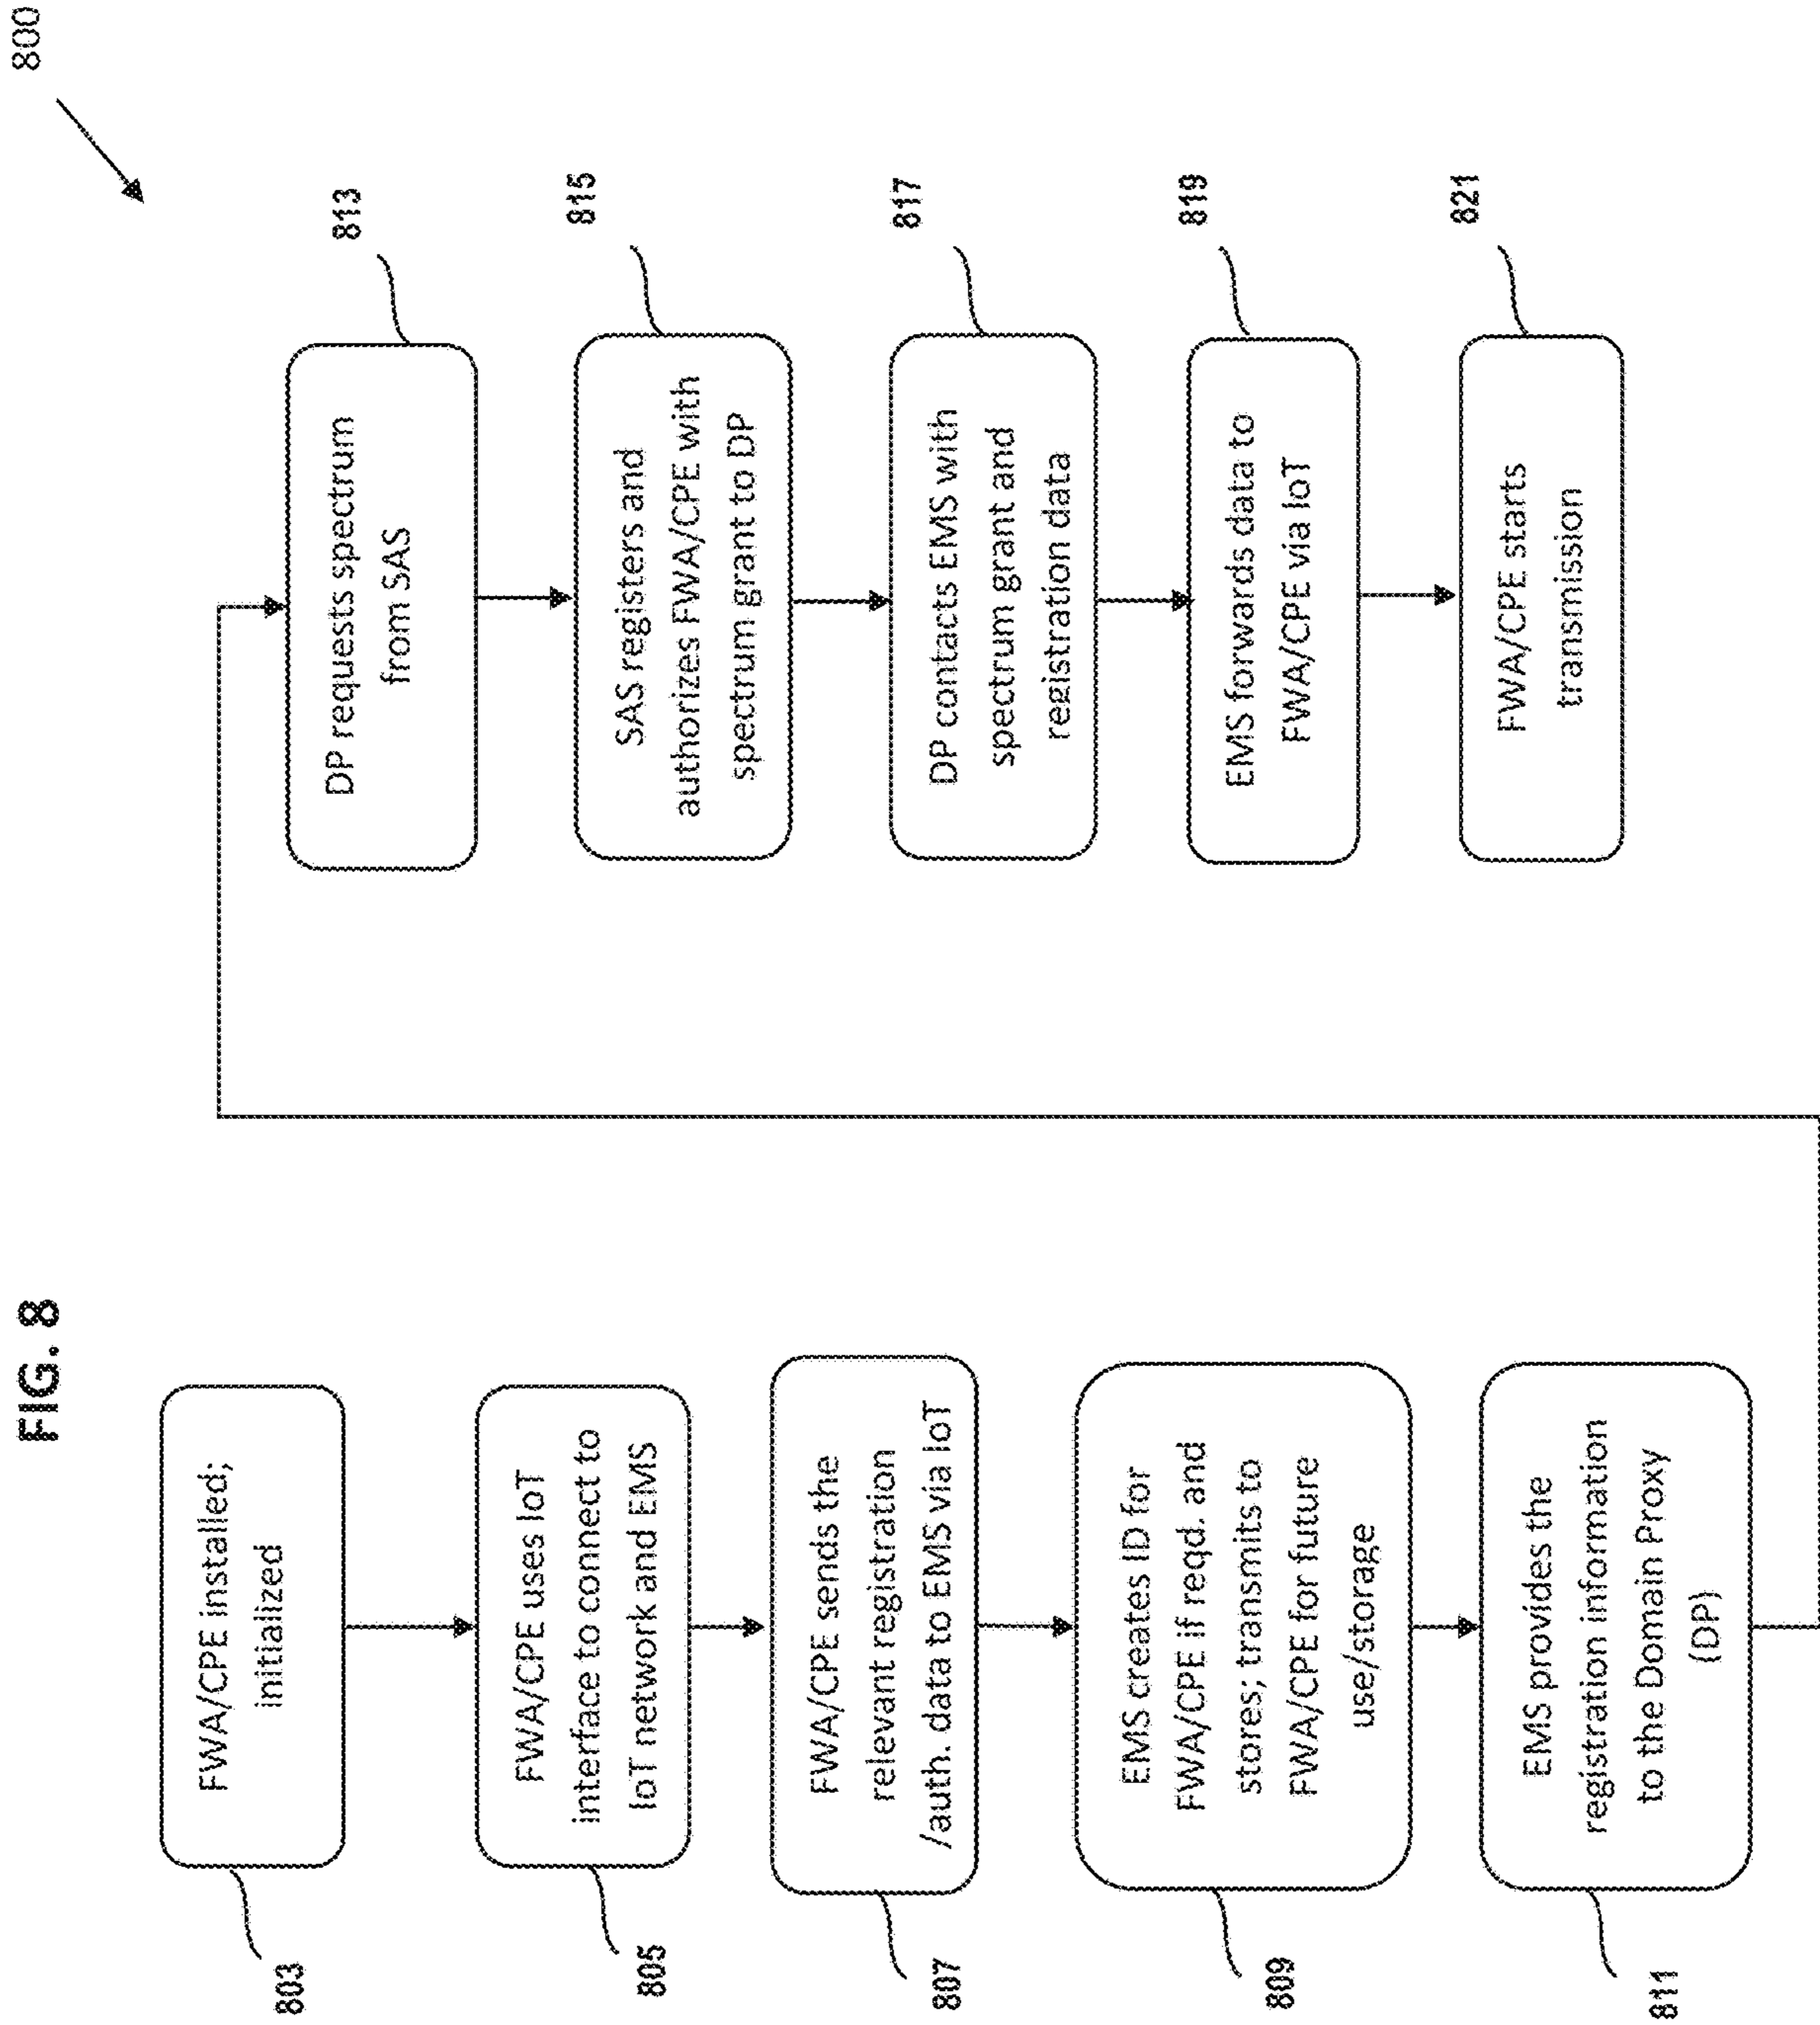 FIG. 8
800
FWA/CPE installed;
initialized
803
FWA/CPE uses IoT
interface to connect to
IoT network and EMS
805
FWA/CPE sends the
relevant registration
/auth. data to EMS via IoT
807
EMS creates ID for
FWA/CPE if reqd. and
stores; transmits to
FWA/CPE for future
use/storage
809
EMS provides the
registration information
to the Domain Proxy
(DP)
811
DP requests spectrum
from SAS
813
SAS registers and
authorizes FWA/CPE with
spectrum grant to DP
815
DP contacts EMS with
spectrum grant and
registration data
817
EMS forwards data to
FWA/CPE via IoT
819
FWA/CPE starts
transmission
821